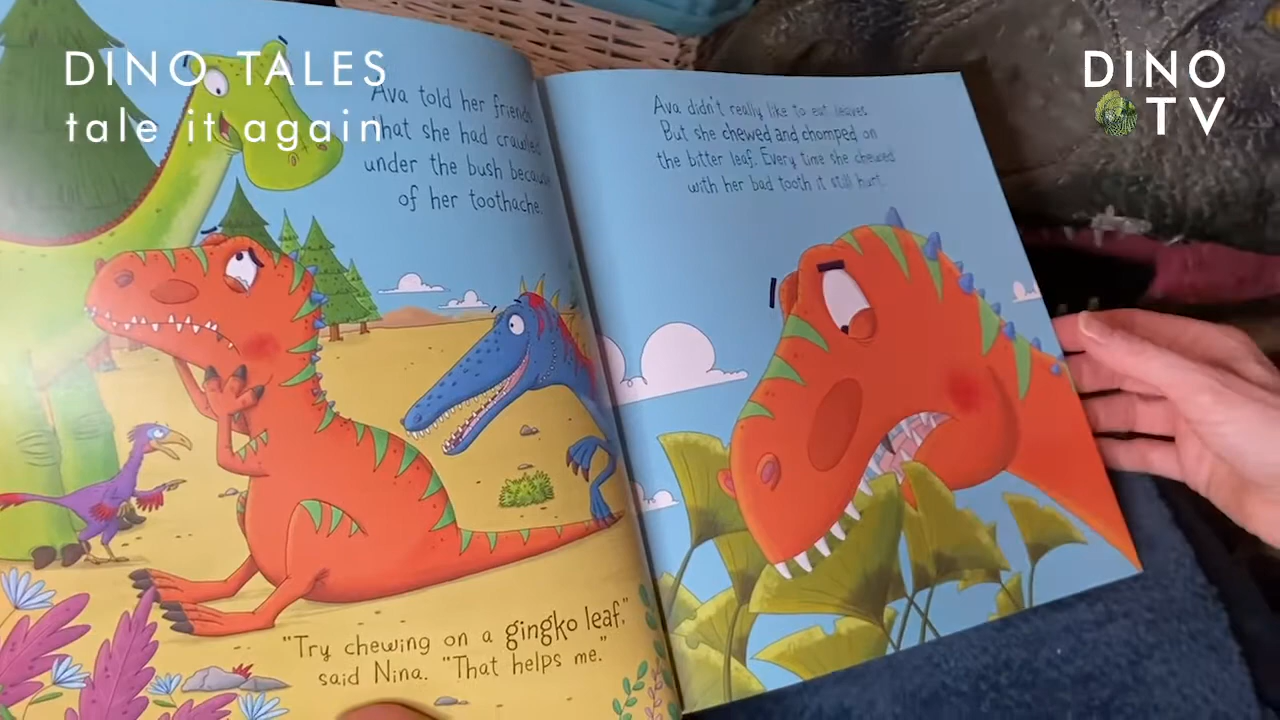 DINO TALES
tale it again
DINO
TV
Ava told her friends
that she had crawled
under the bush because
of her toothache.
"Try chewing on a gingko leaf,"
said Nina. "That helps me."
Ava didn't really like to eat leaves.
But she chewed and chomped on
the bitter leaf. Every time she chewed
with her bad tooth it still hurt.